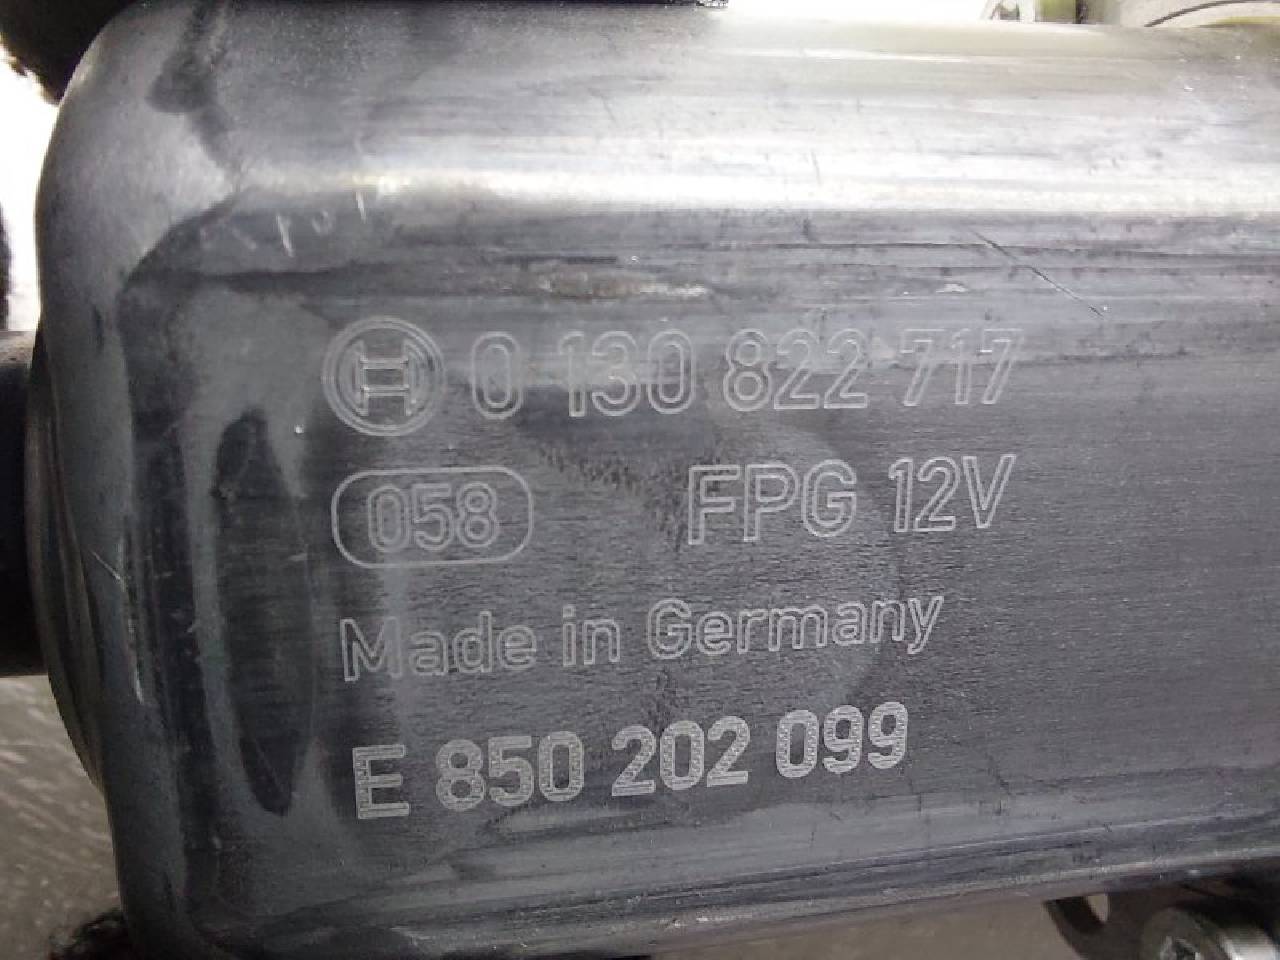 0 130 822 717
058 FPG 12V
Made in Germany
E 850 202 099